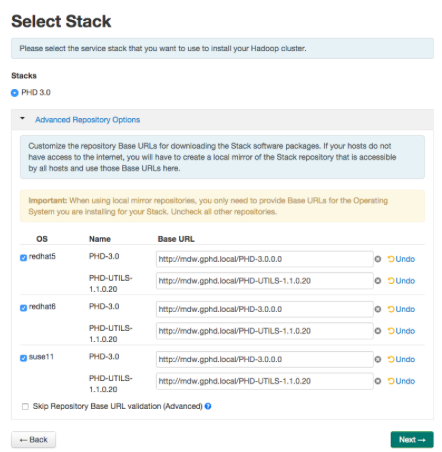 Select Stack
Please select the service stack that you want to use to install your Hadoop cluster.
Stacks
PHD 3.0
Advanced Repository Options
Customize the repository Base URLs for downloading the Stack software packages. If your hosts do
not have access to the internet, you will have to create a local mirror of the Stack repository that is accessible
by all hosts and use those Base URLs here.
Important: When using local mirror repositories, you only need to provide Base URLs for the Operating
System you are installing for your Stack. Uncheck all other repositories.
OS Name Base URL
redhat5 PHD-3.0 http://mdw.gphd.local/PHD-3.0.0.0 Undo
PHD-UTILS-
1.1.0.20 http://mdw.gphd.local/PHD-UTILS-1.1.0.20 Undo
redhat6 PHD-3.0 http://mdw.gphd.local/PHD-3.0.0.0 Undo
PHD-UTILS-
1.1.0.20 http://mdw.gphd.local/PHD-UTILS-1.1.0.20 Undo
suse11 PHD-3.0 http://mdw.gphd.local/PHD-3.0.0.0 Undo
PHD-UTILS-
1.1.0.20 http://mdw.gphd.local/PHD-UTILS-1.1.0.20 Undo
Skip Repository Base URL validation (Advanced) ?
← Back
Next →